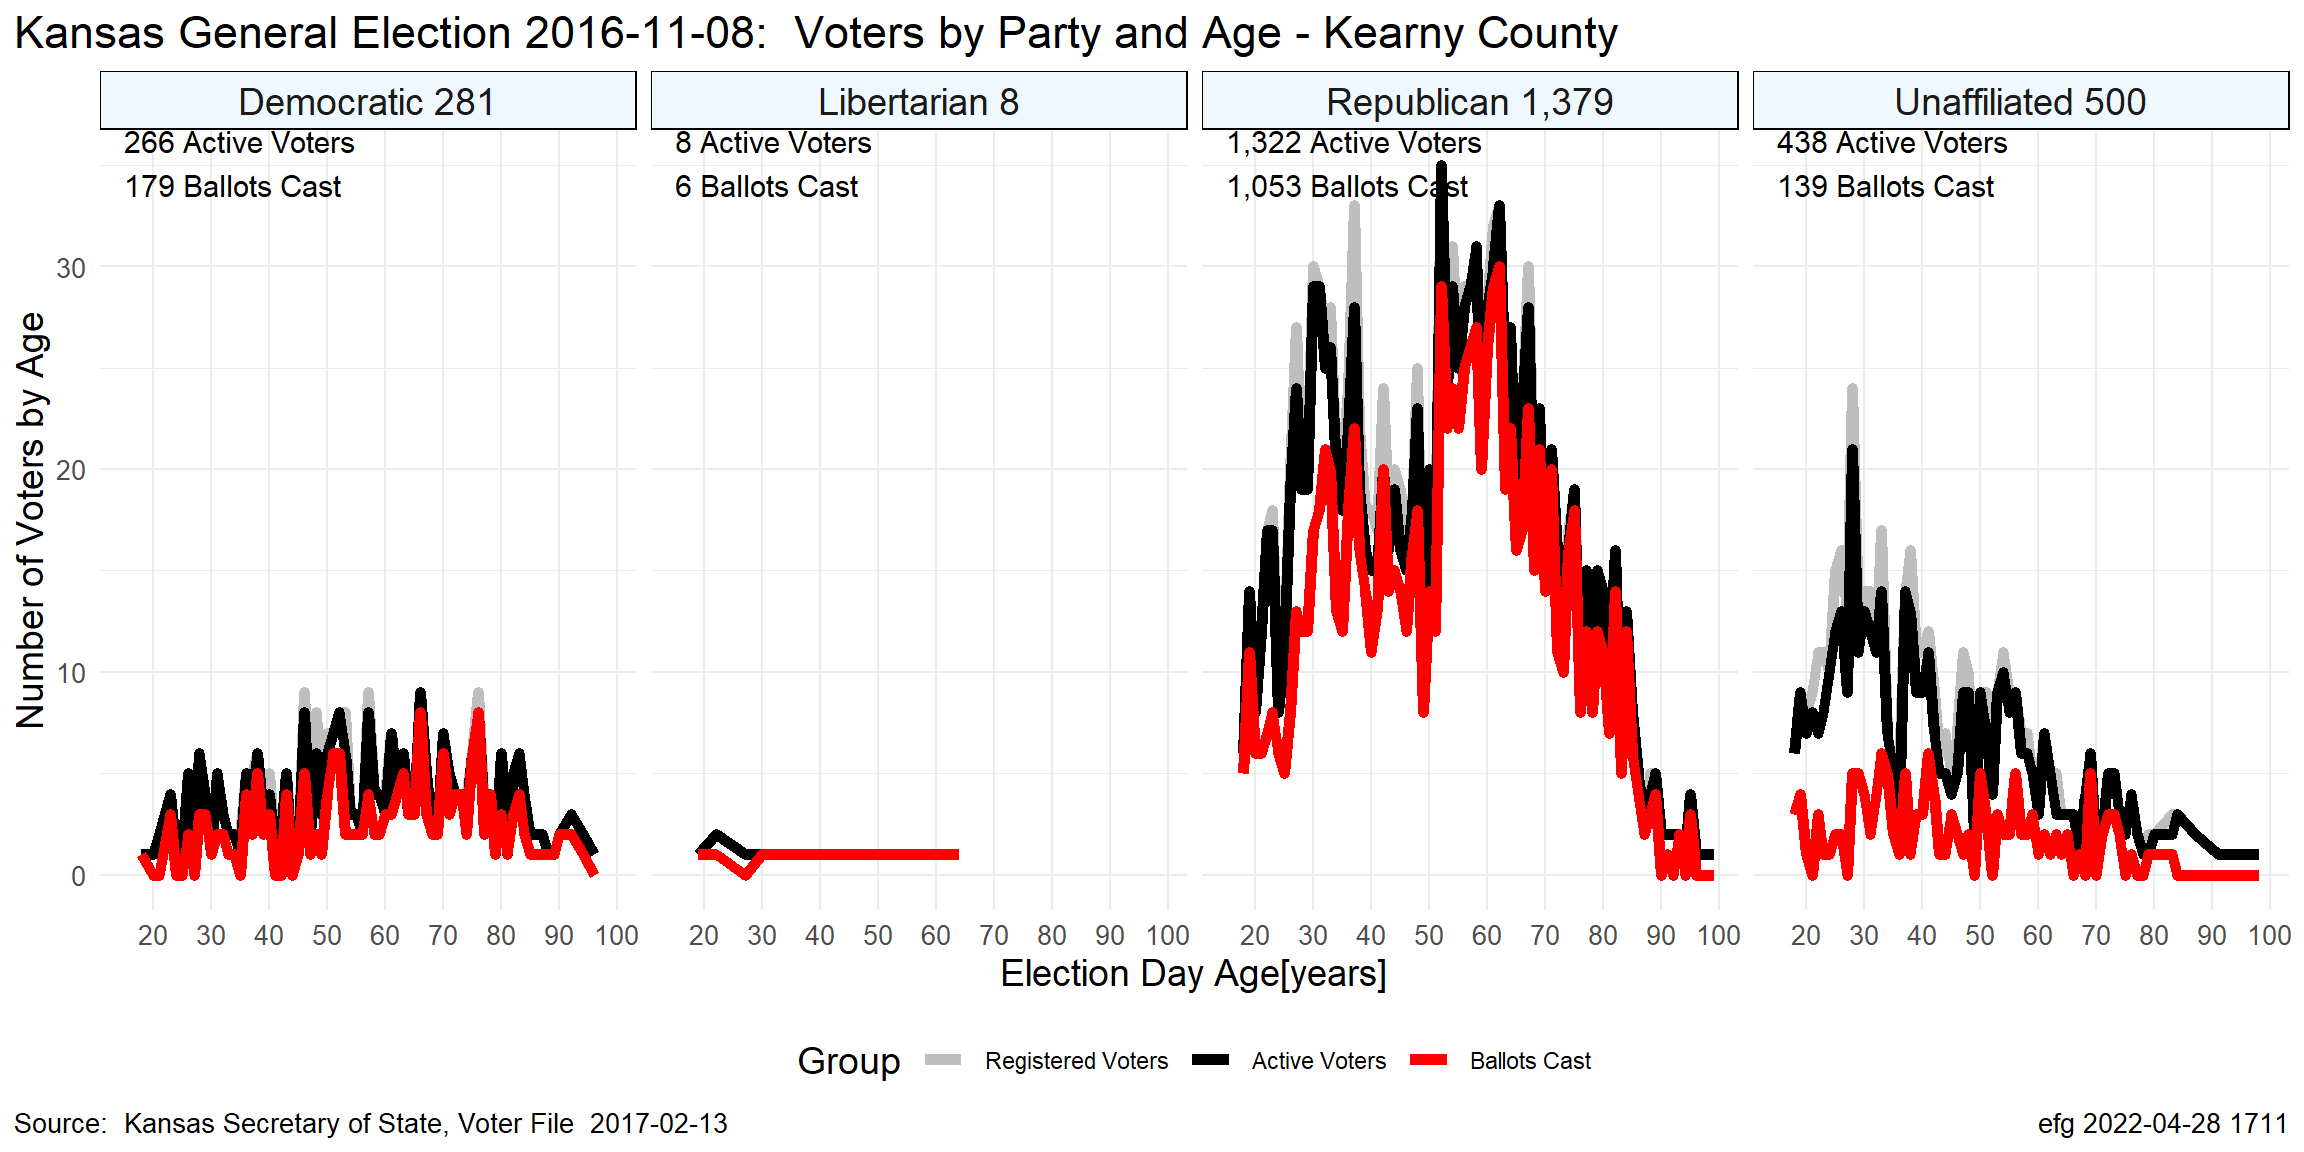 Kansas General Election 2016-11-08:  Voters by Party and Age - Kearny County
Democratic 281
Libertarian 8
Republican 1,379
Unaffiliated 500
266 Active Voters
179 Ballots Cast
8 Active Voters
6 Ballots Cast
1,322 Active Voters
1,053 Ballots Cast
438 Active Voters
139 Ballots Cast
Number of Voters by Age
30
20
10
0
20 30 40 50 60 70 80 90 100
20 30 40 50 60 70 80 90 100
20 30 40 50 60 70 80 90 100
20 30 40 50 60 70 80 90 100
Election Day Age[years]
Group Registered Voters Active Voters Ballots Cast
Source:  Kansas Secretary of State, Voter File  2017-02-13
efg 2022-04-28 1711